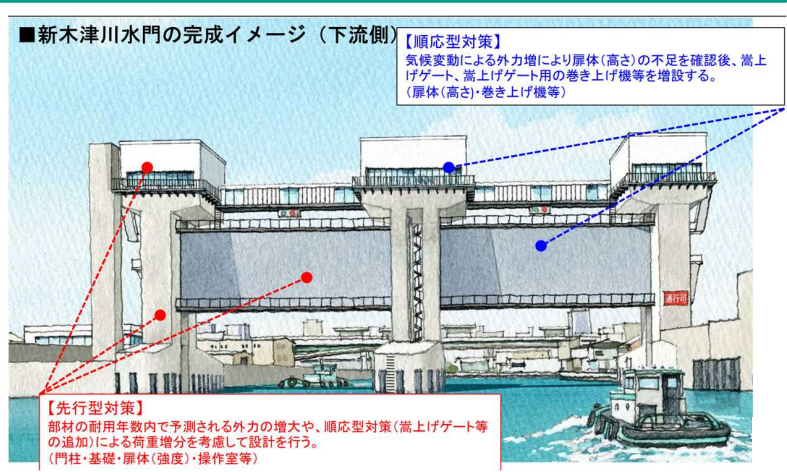 ■新木津川水門の完成イメージ（下流側）
【順応型対策】
気候変動による外力増により扉体(高さ)の不足を確認後、嵩上
げゲート、嵩上げゲート用の巻き上げ機等を増設する。
（扉体(高さ)・巻き上げ機等）
通行可
【先行型対策】
部材の耐用年数内で予測される外力の増大や、順応型対策(嵩上げゲート等
の追加)による荷重増分を考慮して設計を行う。
（門柱・基礎・扉体(強度)・操作室等）